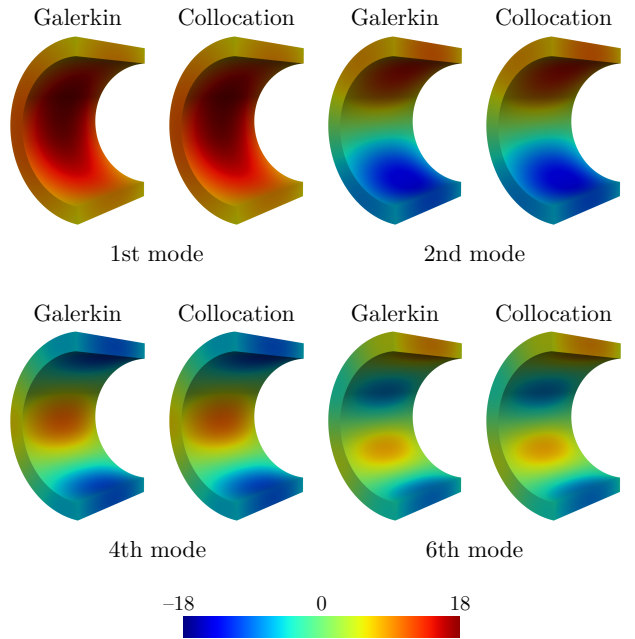 Galerkin Collocation Galerkin Collocation
1st mode 2nd mode
Galerkin Collocation Galerkin Collocation
4th mode 6th mode
–18 0 18